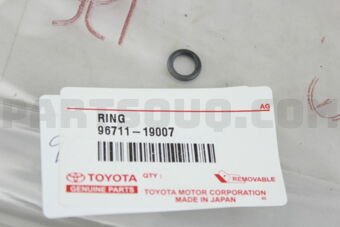 AG
RING
96711-19007
TOYOTA
GENUINE PARTS
QTY :
REMOVABLE
TOYOTA MOTOR CORPORATION
MADE IN JAPAN
PARTSOUQ.COM